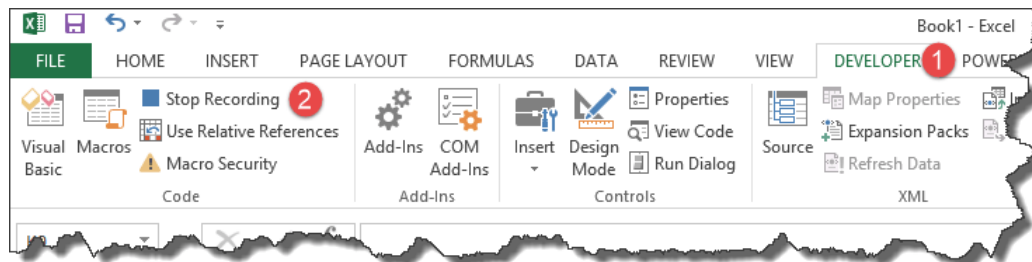 Book1 - Excel
FILE HOME INSERT PAGE LAYOUT FORMULAS DATA REVIEW VIEW DEVELOPER 1 POWER
Stop Recording 2
Use Relative References
Macro Security
Visual Basic
Macros
Code
Add-Ins
COM Add-Ins
Add-Ins
Insert
Design Mode
Properties
View Code
Run Dialog
Controls
Source
Map Properties
Expansion Packs
Refresh Data
XML